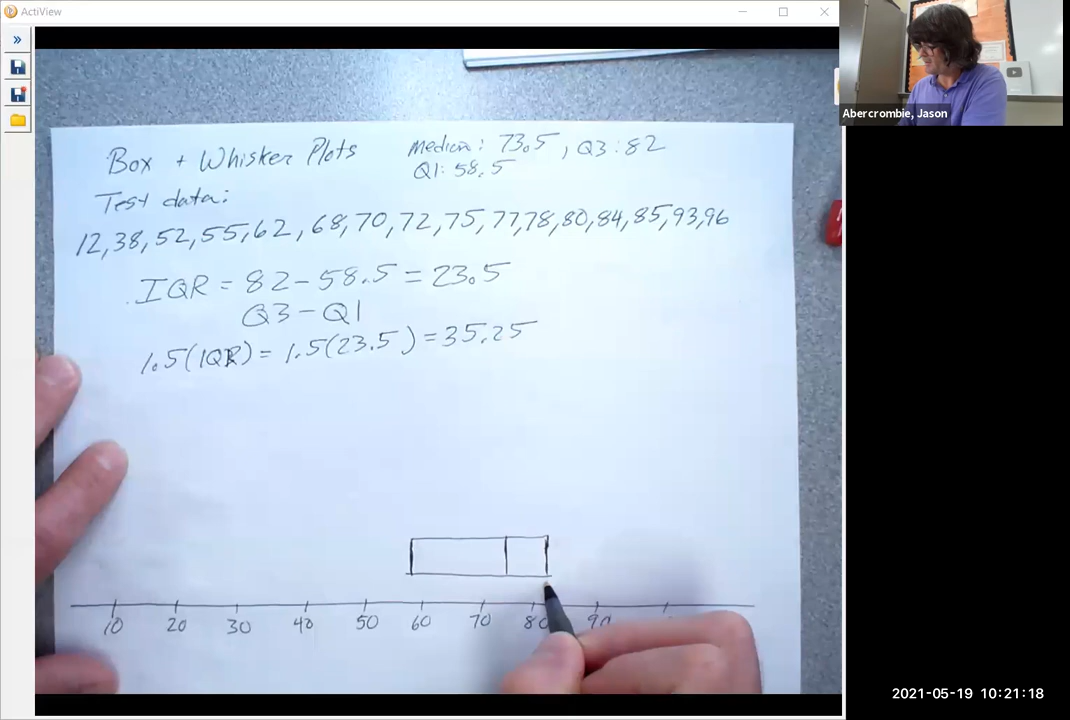 ActiView
Abercrombie, Jason
Box + Whisker Plots
Median: 73.5, Q3: 82
Q1: 58.5
Test data:
12, 38, 52, 55, 62, 68, 70, 72, 75, 77, 78, 80, 84, 85, 93, 96
IQR = 82 - 58.5 = 23.5
Q3 - Q1
1.5(IQR) = 1.5(23.5) = 35.25
10 20 30 40 50 60 70 80 90
2021-05-19 10:21:18